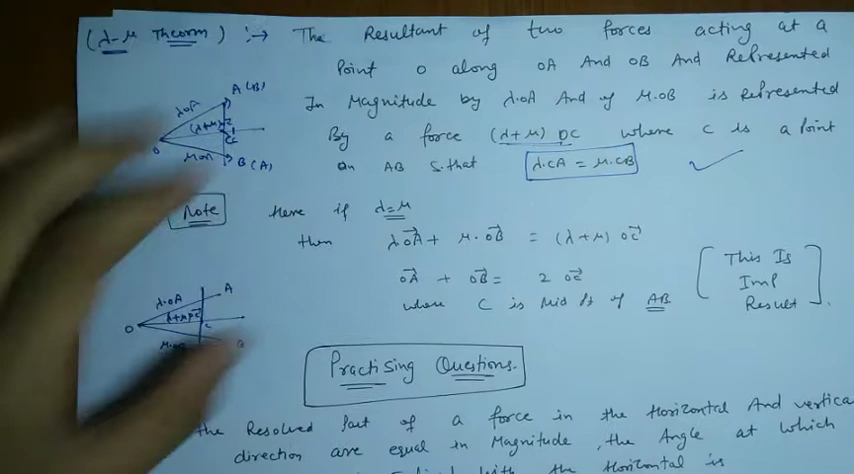 (λ-μ Theorm) :→ The Resultant of two forces acting at a
Point O along OA And OB And Represented
In Magnitude by λ.OA And of μ.OB is represented
By a force (λ+μ) OC where C is a Point
on AB S.that λ.CA = μ.CB
λOA
A(B)
(λ+μ)
C
O
B(A)
Note Here if λ=μ
then λOA⃗ + μ.OB⃗ = (λ+μ) OC⃗
OA⃗ + OB⃗ = 2 OC⃗
where C is Mid Pt of AB
[This Is
Imp
Result].
λ.OA
A
O
λ+μ
C
Practising Questions.
the Resolved Part of a force in the Horizontal And vertica
direction are equal in Magnitude, the Angle at which
with the Horizontal is